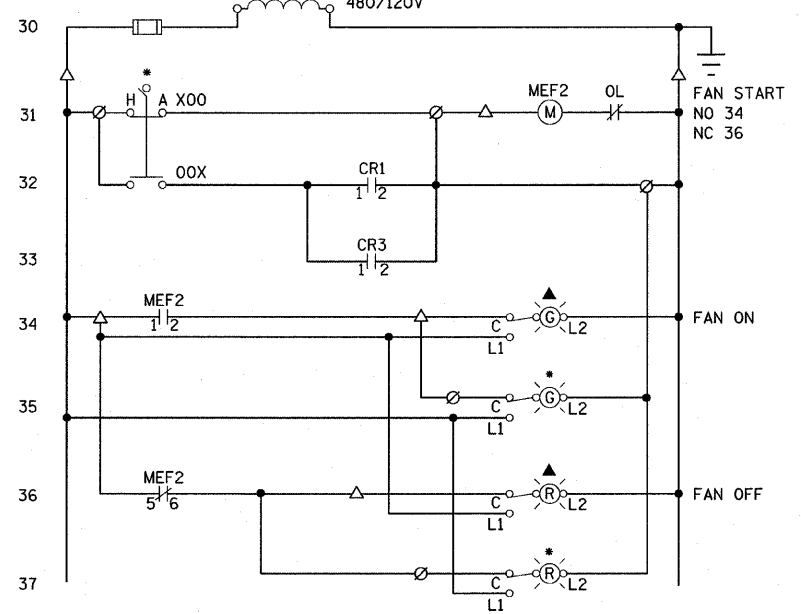 480/120V
30
*
H A X00
MEF2 OL
FAN START
31
M
NO 34
NC 36
00X
32
CR1
1 2
33
CR3
1 2
MEF2
34
1 2
C
G
L2
FAN ON
L1
*
35
C
G
L2
L1
MEF2
36
5 6
C
R
L2
FAN OFF
L1
*
37
C
R
L2
L1